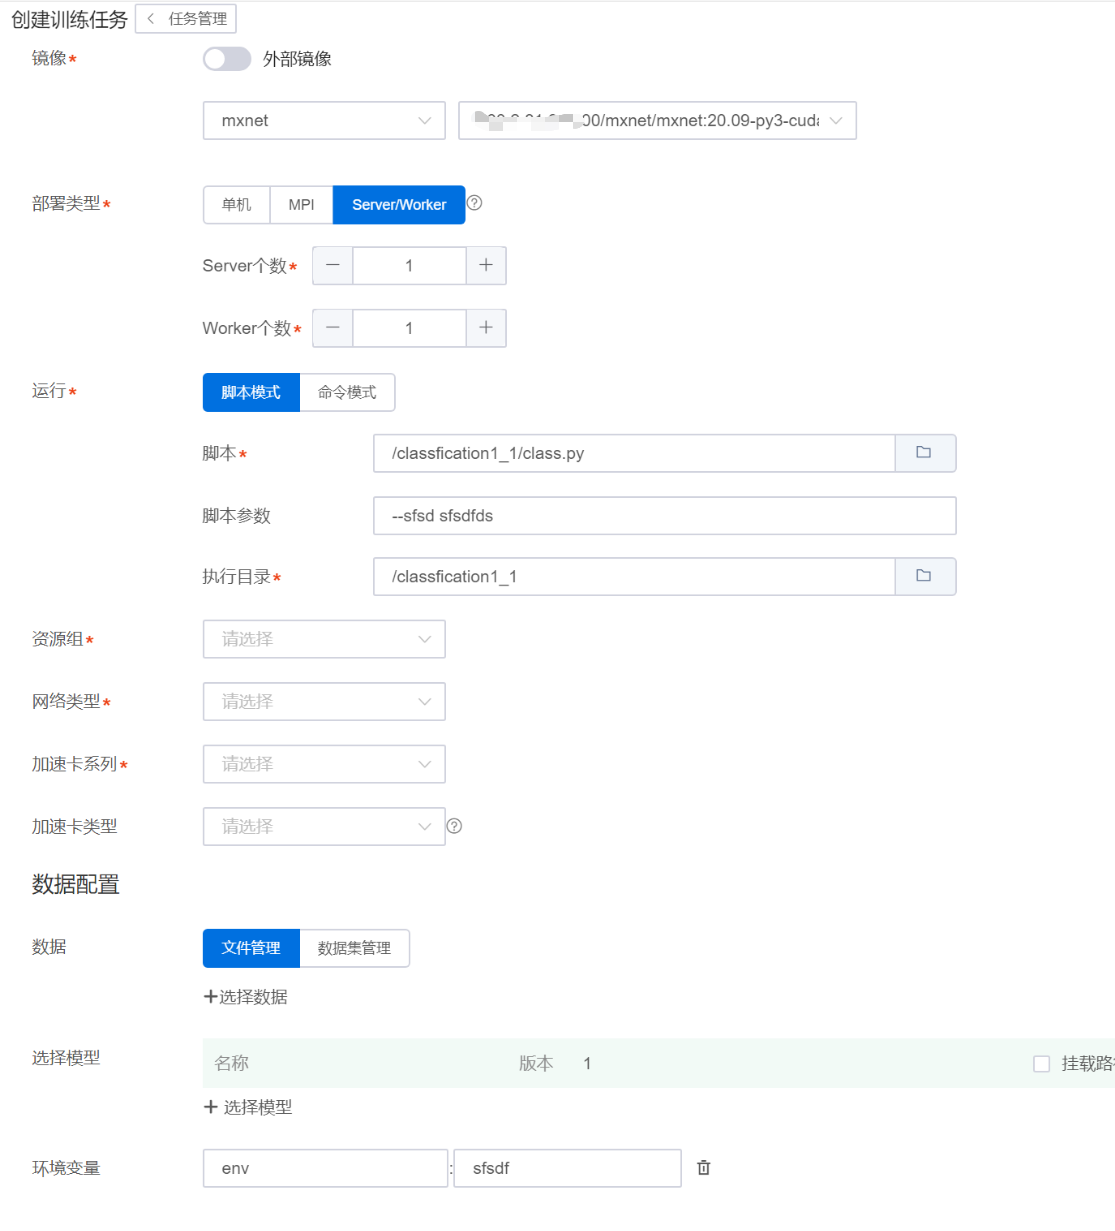 创建训练任务 任务管理
镜像* 外部镜像
mxnet 00/mxnet/mxnet:20.09-py3-cuda
部署类型* 单机 MPI Server/Worker
Server个数* 1
Worker个数* 1
运行* 脚本模式 命令模式
脚本* /classfication1_1/class.py
脚本参数 --sfsd sfsdfds
执行目录* /classfication1_1
资源组* 请选择
网络类型* 请选择
加速卡系列* 请选择
加速卡类型 请选择
数据配置
数据 文件管理 数据集管理
+选择数据
选择模型 名称 版本 1 挂载路
+ 选择模型
环境变量 env : sfsdf